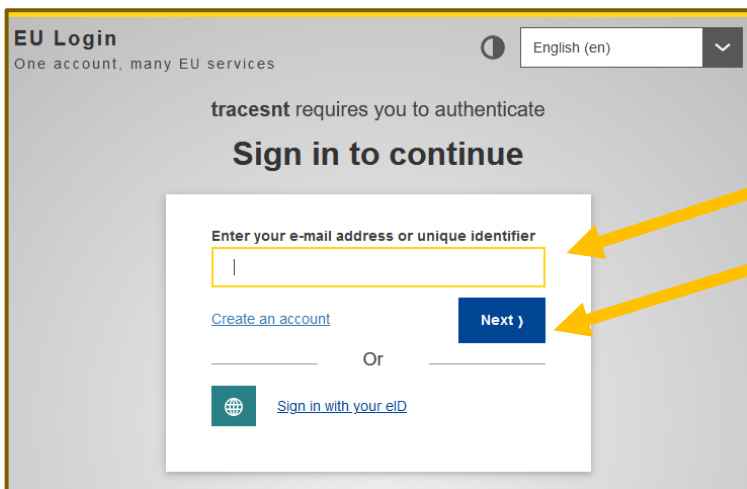 EU Login
One account, many EU services
English (en)
tracesnt requires you to authenticate
Sign in to continue
Enter your e-mail address or unique identifier
Create an account
Next ⟩
Or
Sign in with your eID